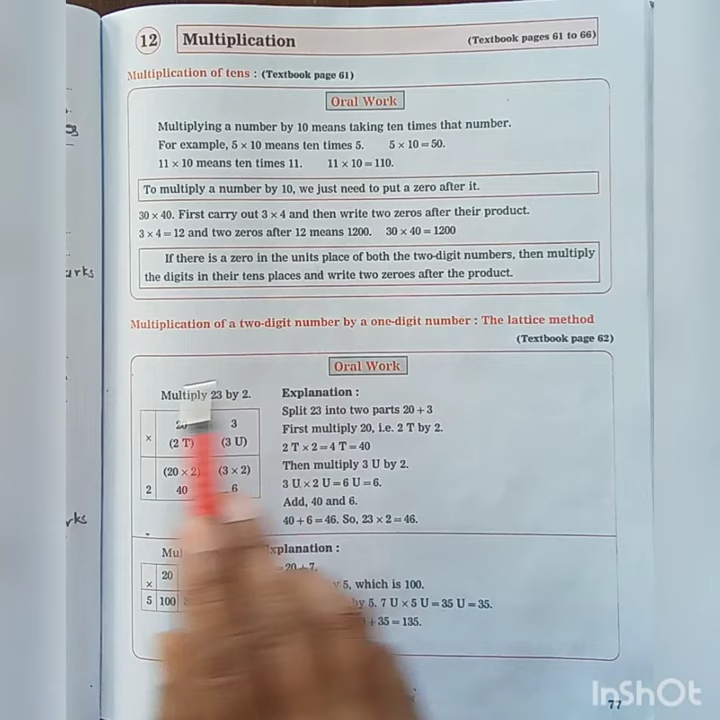 12 Multiplication (Textbook pages 61 to 66)
Multiplication of tens : (Textbook page 61)
Oral Work
Multiplying a number by 10 means taking ten times that number.
For example, 5 × 10 means ten times 5. 5 × 10 = 50.
11 × 10 means ten times 11. 11 × 10 = 110.
To multiply a number by 10, we just need to put a zero after it.
30 × 40. First carry out 3 × 4 and then write two zeros after their product.
3 × 4 = 12 and two zeros after 12 means 1200. 30 × 40 = 1200
If there is a zero in the units place of both the two-digit numbers, then multiply
the digits in their tens places and write two zeroes after the product.
Multiplication of a two-digit number by a one-digit number : The lattice method
(Textbook page 62)
Oral Work
Multiply 23 by 2.
× 20 3
(2 T) (3 U)
(20 × 2) (3 × 2)
2 40 6
Explanation :
Split 23 into two parts 20 + 3
First multiply 20, i.e. 2 T by 2.
2 T × 2 = 4 T = 40
Then multiply 3 U by 2.
3 U × 2 U = 6 U = 6.
Add, 40 and 6.
40 + 6 = 46. So, 23 × 2 = 46.
× 20
5 100
Explanation :
20 + 7.
5, which is 100.
by 5. 7 U × 5 U = 35 U = 35.
+ 35 = 135.
77
arks
rks
InShOt